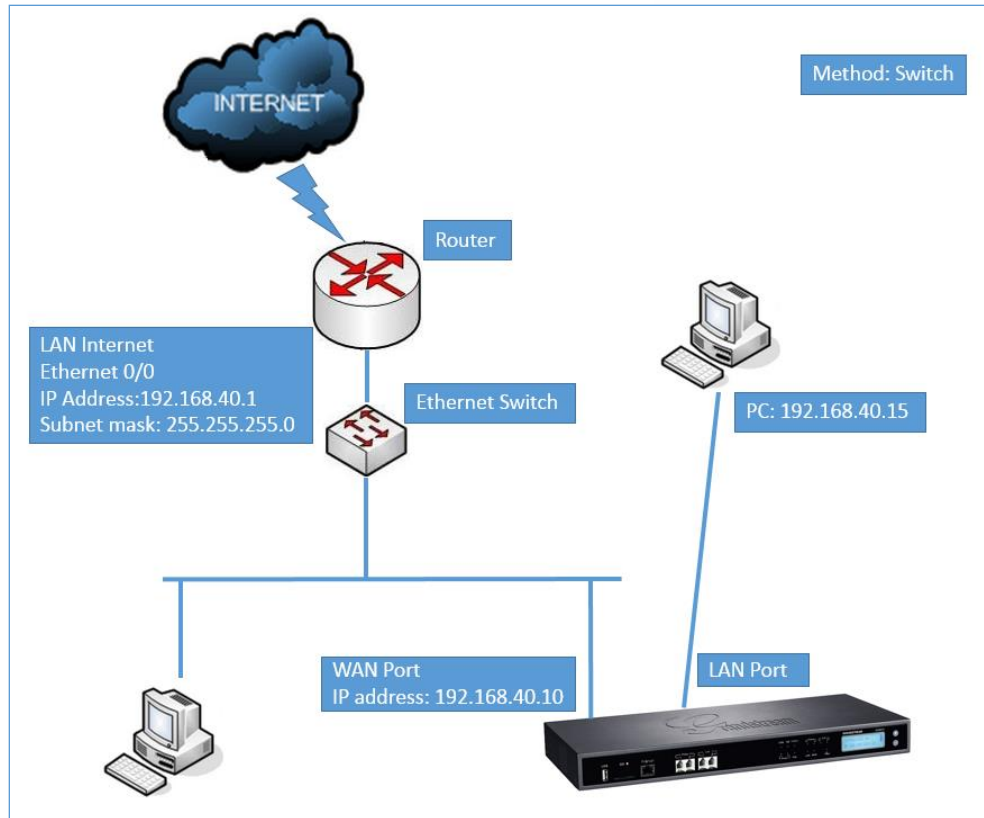 INTERNET
Method: Switch
Router
LAN Internet
Ethernet 0/0
IP Address:192.168.40.1
Subnet mask: 255.255.255.0
Ethernet Switch
PC: 192.168.40.15
WAN Port
IP address: 192.168.40.10
LAN Port